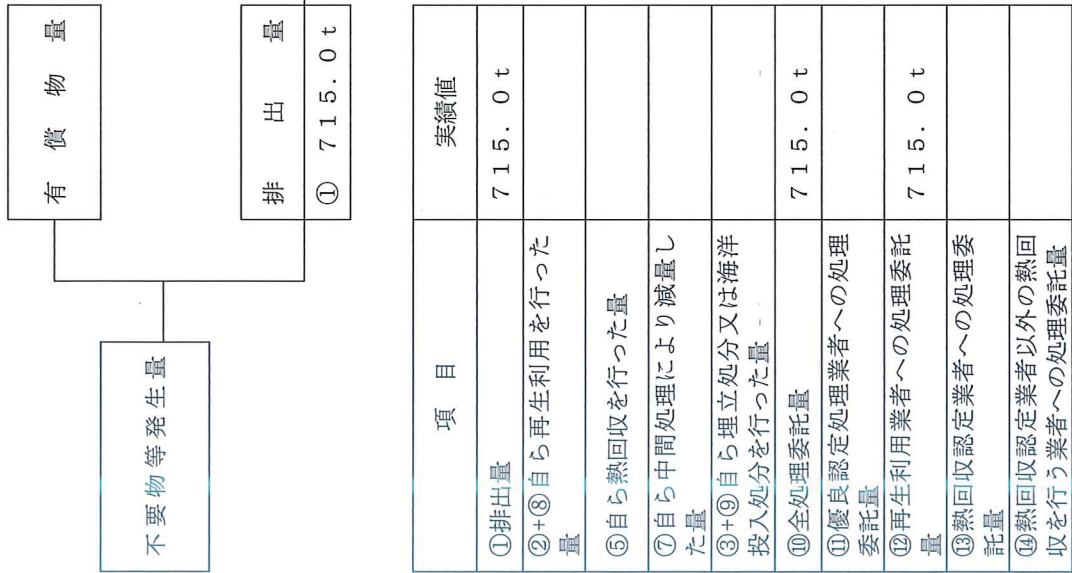 不要物等発生量
有償物量
排出量
① 715.0t
項目 実績値
①排出量 715.0t
②+⑧自ら再生利用を行った
量
⑤自ら熱回収を行った量
⑦自ら中間処理により減量し
た量
③+⑨自ら埋立処分又は海洋
投入処分を行った量
⑩全処理委託量 715.0t
⑪優良認定処理業者への処理
委託量
⑫再生利用業者への処理委託
量 715.0t
⑬熱回収認定業者への処理委
託量
⑭熱回収認定業者以外の熱回
収を行う業者への処理委託量